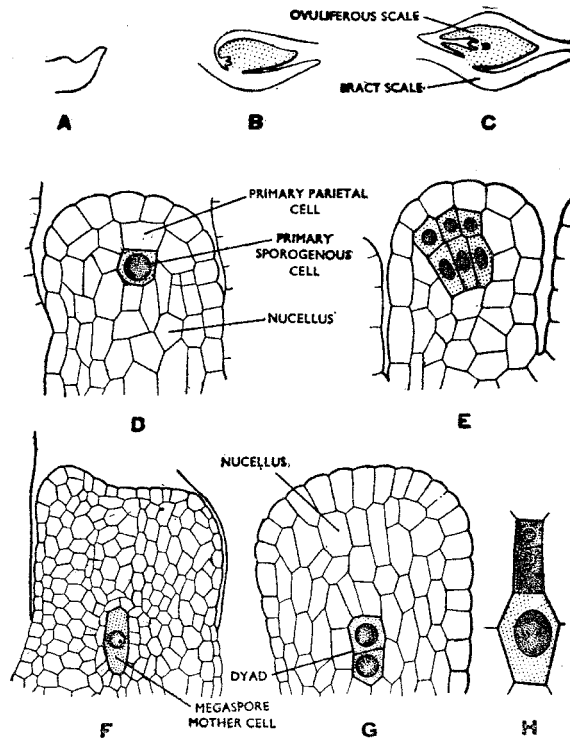 OVULIFEROUS SCALE
BRACT SCALE
A
B
C
PRIMARY PARIETAL
CELL
PRIMARY
SPOROGENOUS
CELL
NUCELLUS
D
E
NUCELLUS
DYAD
MEGASPORE
MOTHER CELL
F
G
H